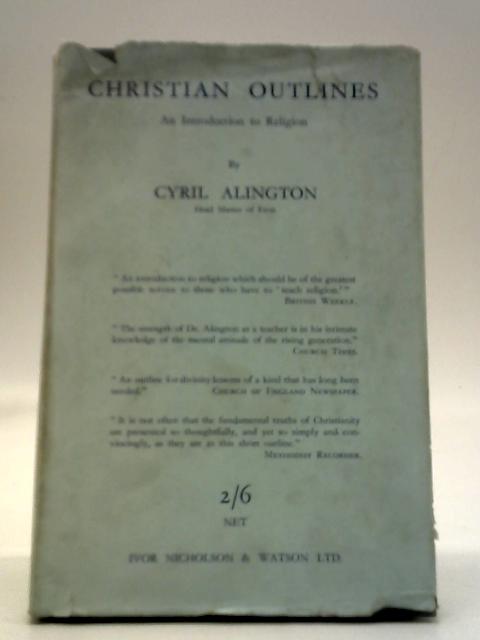 CHRISTIAN OUTLINES
An Introduction to Religion
By
CYRIL ALINGTON
Head Master of Eton
" An introduction to religion which should be of the greatest
possible service to those who have to ' teach religion.' "
BRITISH WEEKLY.
" The strength of Dr. Alington as a teacher is in his intimate
knowledge of the mental attitude of the rising generation."
CHURCH TIMES.
" An outline for divinity lessons of a kind that has long been
needed." CHURCH OF ENGLAND NEWSPAPER.
" It is not often that the fundamental truths of Christianity
are presented so thoughtfully, and yet so simply and con-
vincingly, as they are in this short outline."
METHODIST RECORDER.
2/6
NET
IVOR NICHOLSON & WATSON LTD.